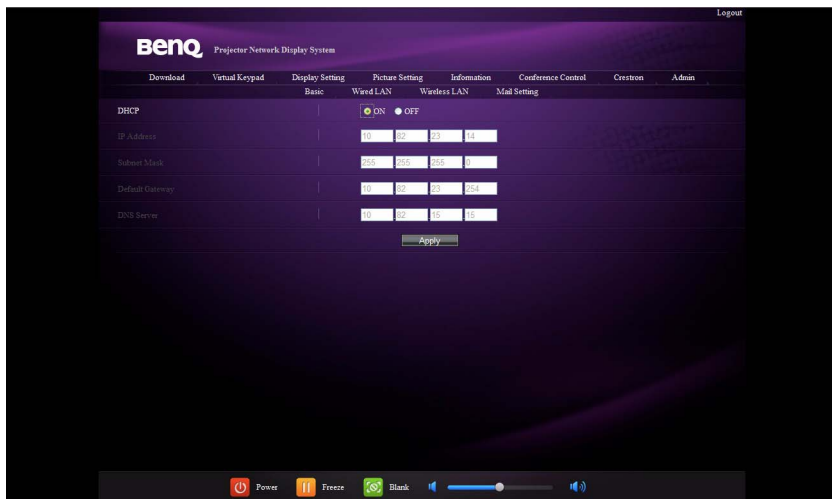 Logout
BenQ Projector Network Display System
Download Virtual Keypad Display Setting Picture Setting Information Conference Control Crestron Admin
Basic Wired LAN Wireless LAN Mail Setting
DHCP ON OFF
IP Address 10 .82 .23 .14
Subnet Mask 255 .255 .255 .0
Default Gateway 10 .82 .23 .254
DNS Server 10 .82 .15 .15
Apply
Power Freeze Blank